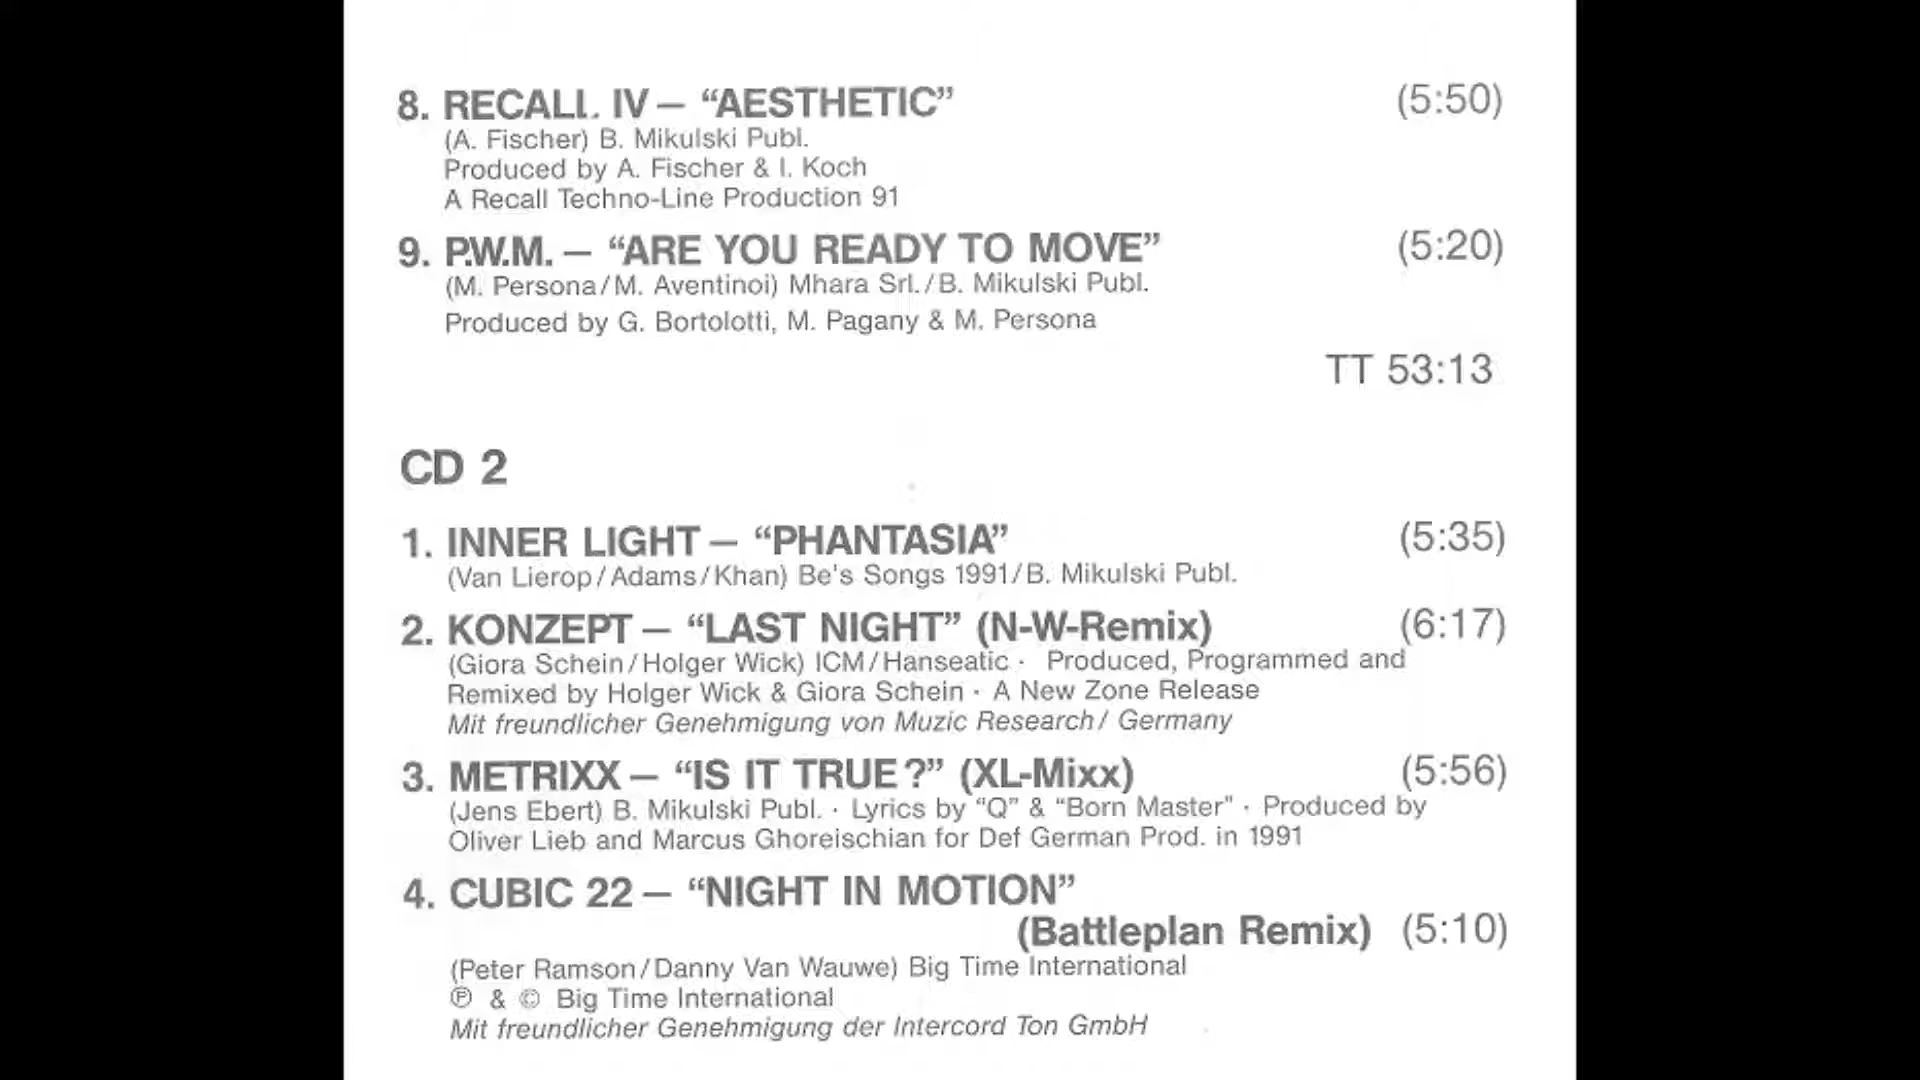 8. RECALL IV – “AESTHETIC” (5:50)
(A. Fischer) B. Mikulski Publ.
Produced by A. Fischer & I. Koch
A Recall Techno-Line Production 91
9. P.W.M. – “ARE YOU READY TO MOVE” (5:20)
(M. Persona/M. Aventinoi) Mhara Srl./B. Mikulski Publ.
Produced by G. Bortolotti, M. Pagany & M. Persona
TT 53:13
CD 2
1. INNER LIGHT – “PHANTASIA” (5:35)
(Van Lierop/Adams/Khan) Be's Songs 1991/B. Mikulski Publ.
2. KONZEPT – “LAST NIGHT” (N-W-Remix) (6:17)
(Giora Schein/Holger Wick) ICM/Hanseatic · Produced, Programmed and
Remixed by Holger Wick & Giora Schein · A New Zone Release
Mit freundlicher Genehmigung von Muzic Research/ Germany
3. METRIXX – “IS IT TRUE?” (XL-Mixx) (5:56)
(Jens Ebert) B. Mikulski Publ. · Lyrics by “Q” & “Born Master” · Produced by
Oliver Lieb and Marcus Ghoreischian for Def German Prod. in 1991
4. CUBIC 22 – “NIGHT IN MOTION”
(Battleplan Remix) (5:10)
(Peter Ramson/Danny Van Wauwe) Big Time International
℗ & © Big Time International
Mit freundlicher Genehmigung der Intercord Ton GmbH